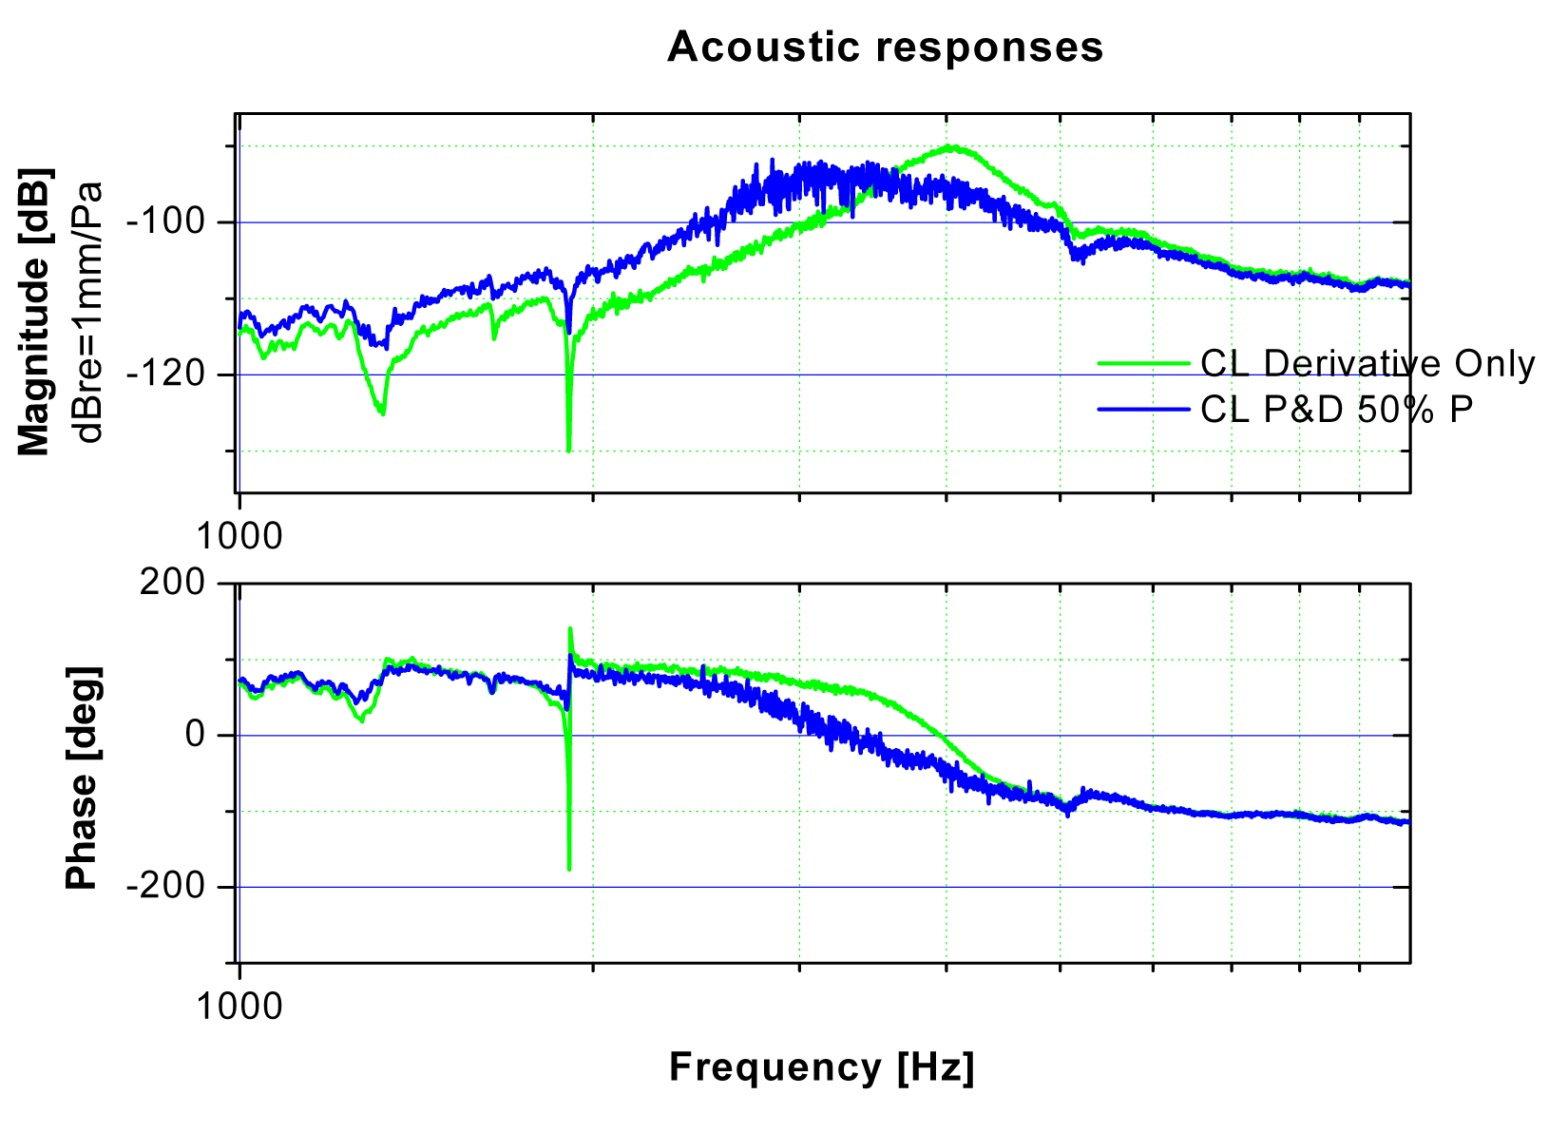 Acoustic responses
Magnitude [dB]
dBre=1mm/Pa
-100
-120
CL Derivative Only
CL P&D 50% P
1000
Phase [deg]
200
0
-200
1000
Frequency [Hz]